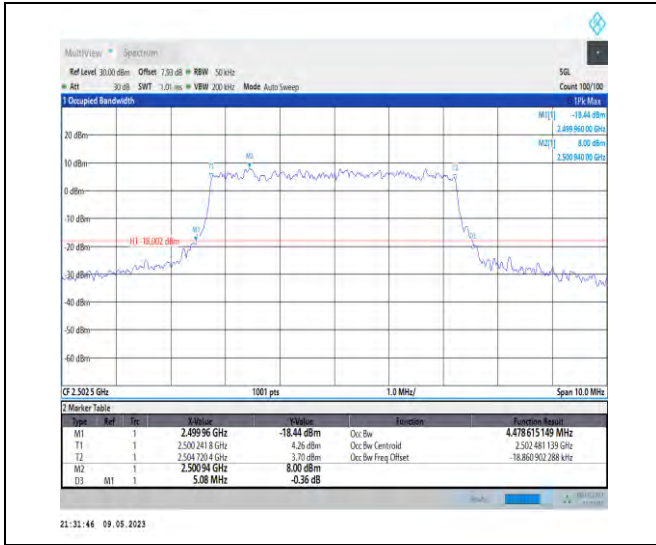 MultiView Spectrum
Ref Level 30.00 dBm Offset 7.93 dB RBW 50 kHz SGL
Att 30 dB SWT 1.01 ms VBW 200 kHz Mode Auto Sweep Count 100/100
1 Occupied Bandwidth 1Pk Max
M1[1] -18.44 dBm
2.499 960 00 GHz
20 dBm M2[1] 8.00 dBm
2.500 940 00 GHz
M2
10 dBm T1 T2
0 dBm
-10 dBm
M1 D3
H1 -18.002 dBm
-20 dBm
-30 dBm
-40 dBm
-50 dBm
-60 dBm
CF 2.502 5 GHz 1001 pts 1.0 MHz/ Span 10.0 MHz
2 Marker Table
Type Ref Trc X-Value Y-Value Function Function Result
M1 1 2.499 96 GHz -18.44 dBm Occ Bw 4.478 615 149 MHz
T1 1 2.500 241 8 GHz 4.26 dBm Occ Bw Centroid 2.502 481 139 GHz
T2 1 2.504 720 4 GHz 3.70 dBm Occ Bw Freq Offset -18.860 902 288 kHz
M2 1 2.500 94 GHz 8.00 dBm
D3 M1 1 5.08 MHz -0.36 dB
21:31:46 09.05.2023